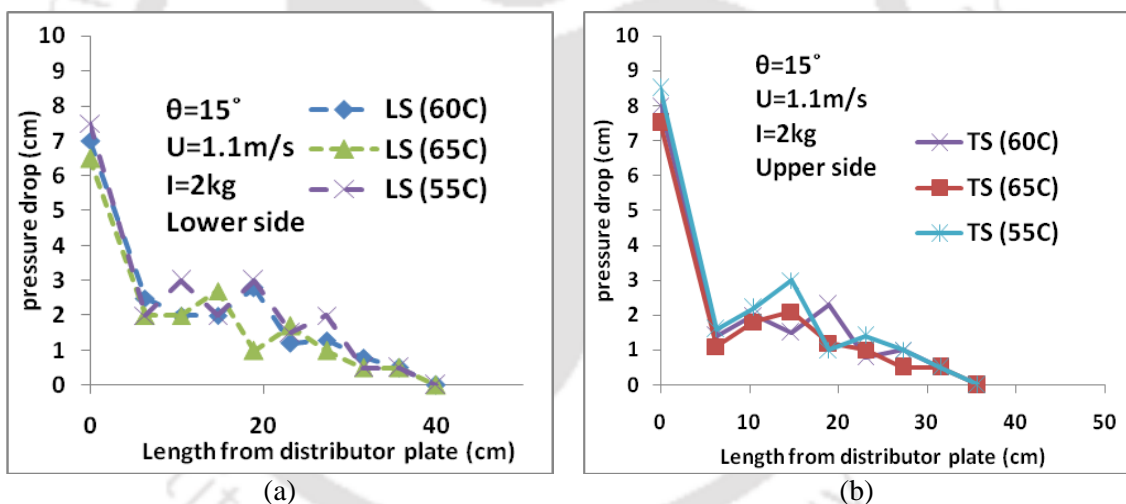 10
9
8
7
6
5
4
3
2
1
0
pressure drop (cm)
θ=15˚
U=1.1m/s
I=2kg
Lower side
LS (60C)
LS (65C)
LS (55C)
0
20
40
Length from distributor plate (cm)
(a)
10
9
8
7
6
5
4
3
2
1
0
pressure drop (cm)
θ=15˚
U=1.1m/s
I=2kg
Upper side
TS (60C)
TS (65C)
TS (55C)
0
10
20
30
40
50
Length from distributor plate (cm)
(b)